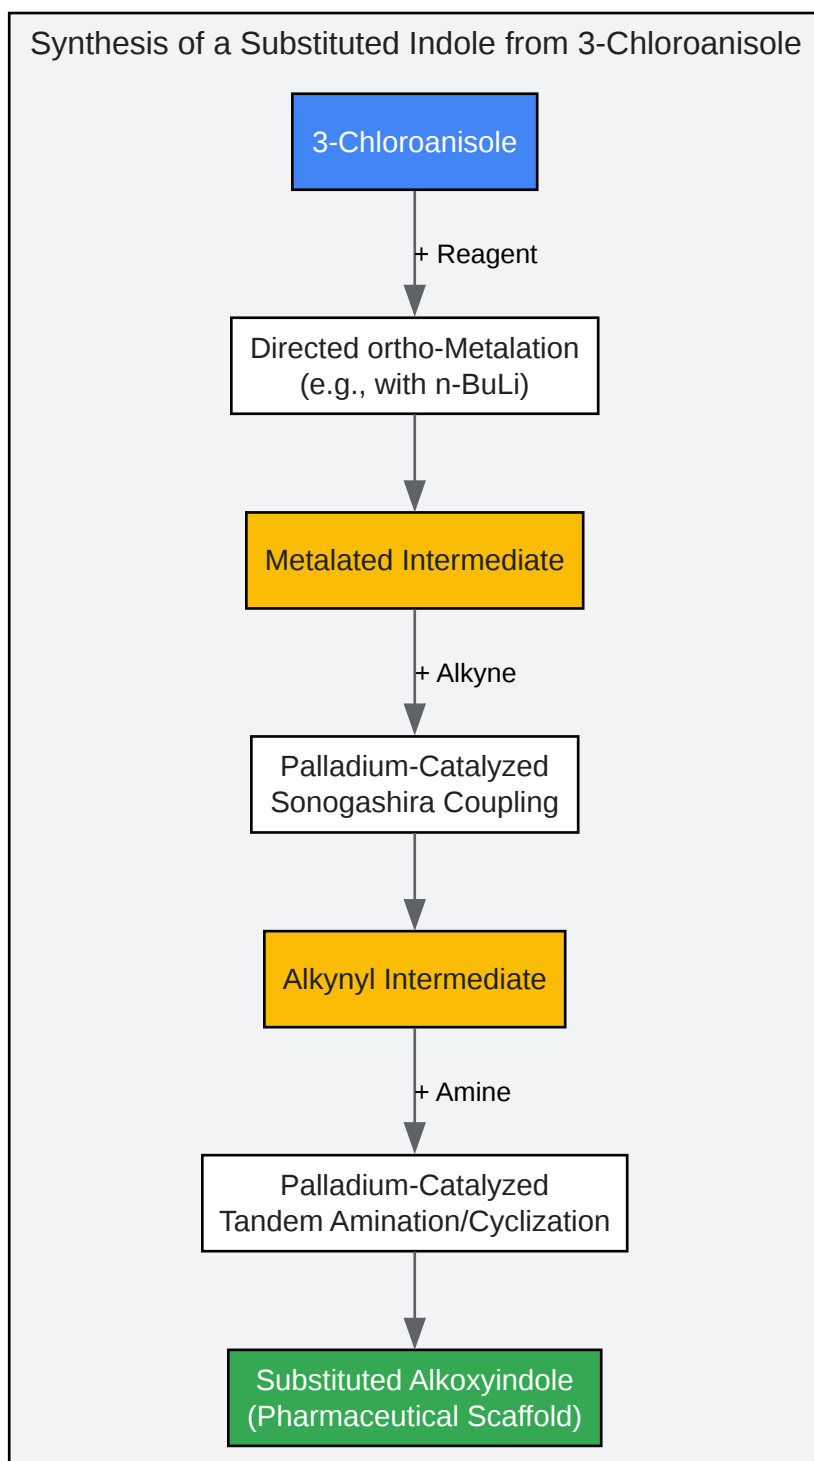 Synthesis of a Substituted Indole from 3-Chloroanisole
3-Chloroanisole
+ Reagent
Directed ortho-Metalation
(e.g., with n-BuLi)
Metalated Intermediate
+ Alkyne
Palladium-Catalyzed
Sonogashira Coupling
Alkynyl Intermediate
+ Amine
Palladium-Catalyzed
Tandem Amination/Cyclization
Substituted Alkoxyindole
(Pharmaceutical Scaffold)